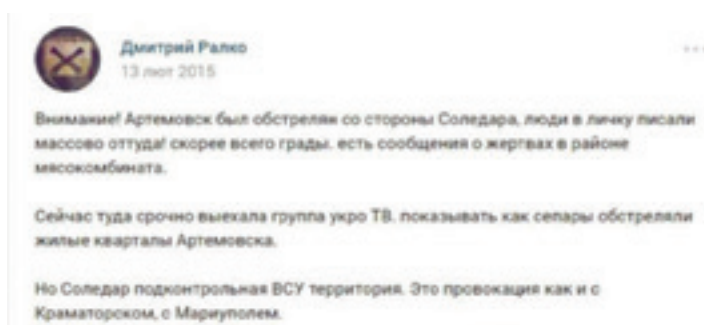 Дмитрий Ралко
13 лют 2015
Внимание! Артемовск был обстрелян со стороны Соледара, люди в личку писали
массово оттуда! скорее всего грады. есть сообщения о жертвах в районе
мясокомбината.
Сейчас туда срочно выехала группа укро ТВ. показывать как сепары обстреляли
жилые кварталы Артемовска.
Но Соледар подконтрольная ВСУ территория. Это провокация как и с
Краматорском, с Мариуполем.